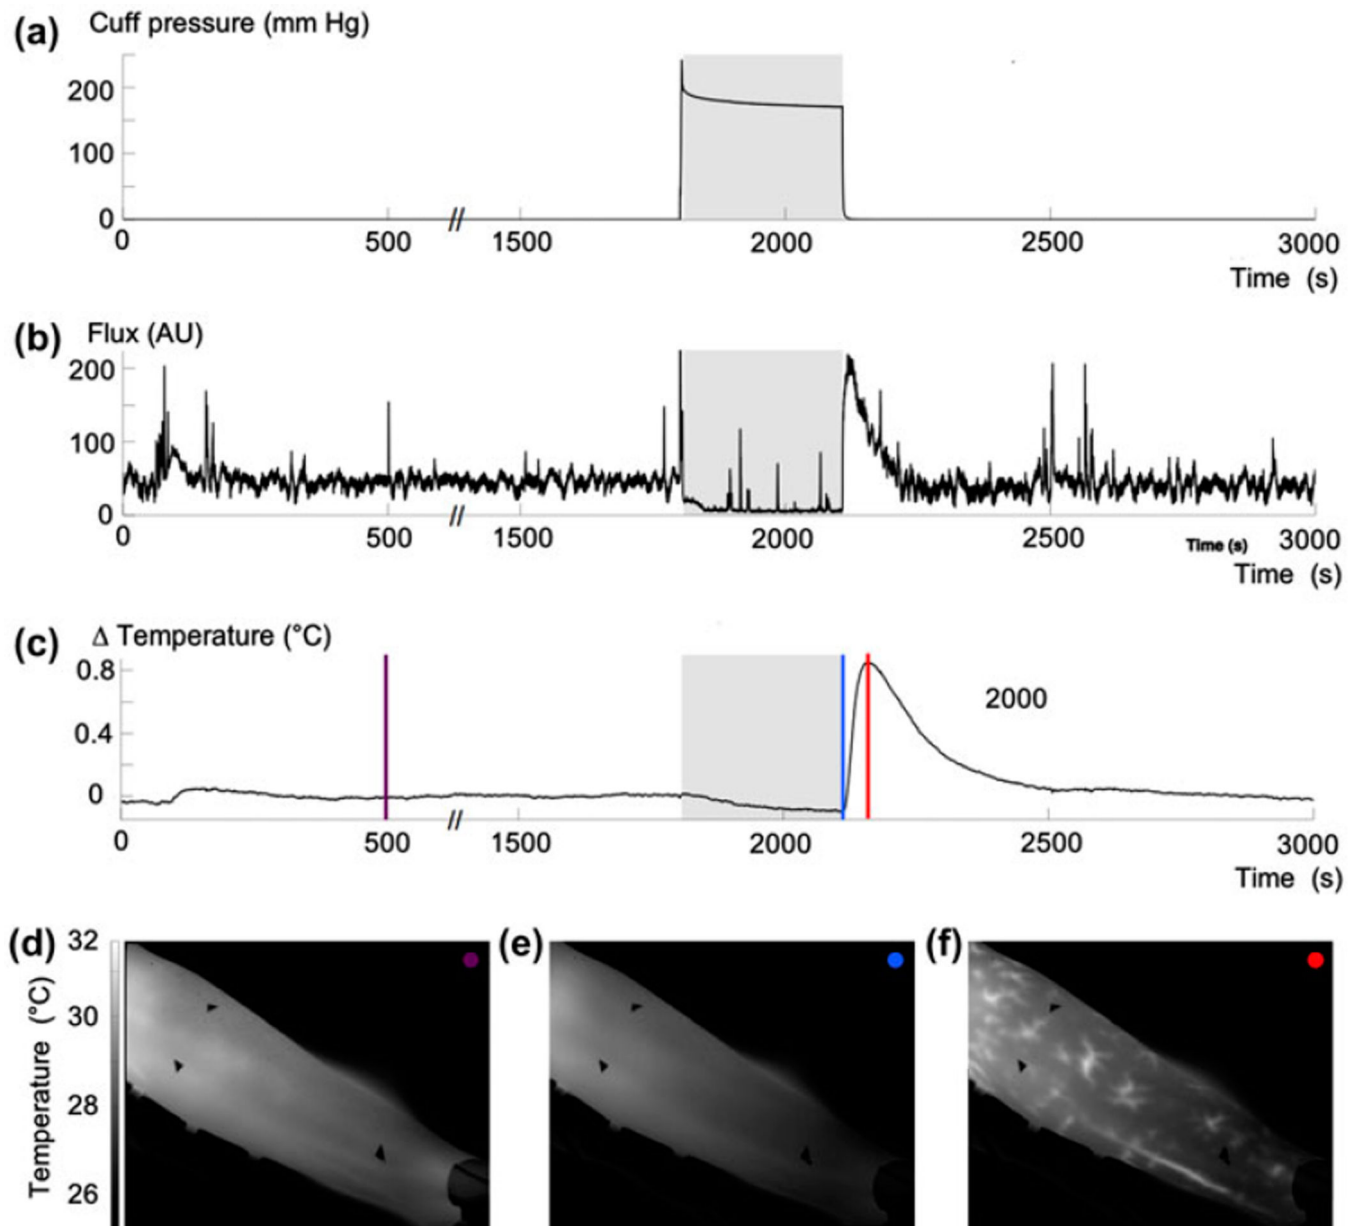 (a) Cuff pressure (mm Hg)
200
100
0
0 500 // 1500 2000 2500 3000
Time (s)
(b) Flux (AU)
200
100
0
0 500 // 1500 2000 2500 Time (s) 3000
Time (s)
(c) Δ Temperature (°C)
0.8
2000
0.4
0
0 500 // 1500 2000 2500 3000
Time (s)
(d) 32 (e) (f)
30
28
26
Temperature (°C)